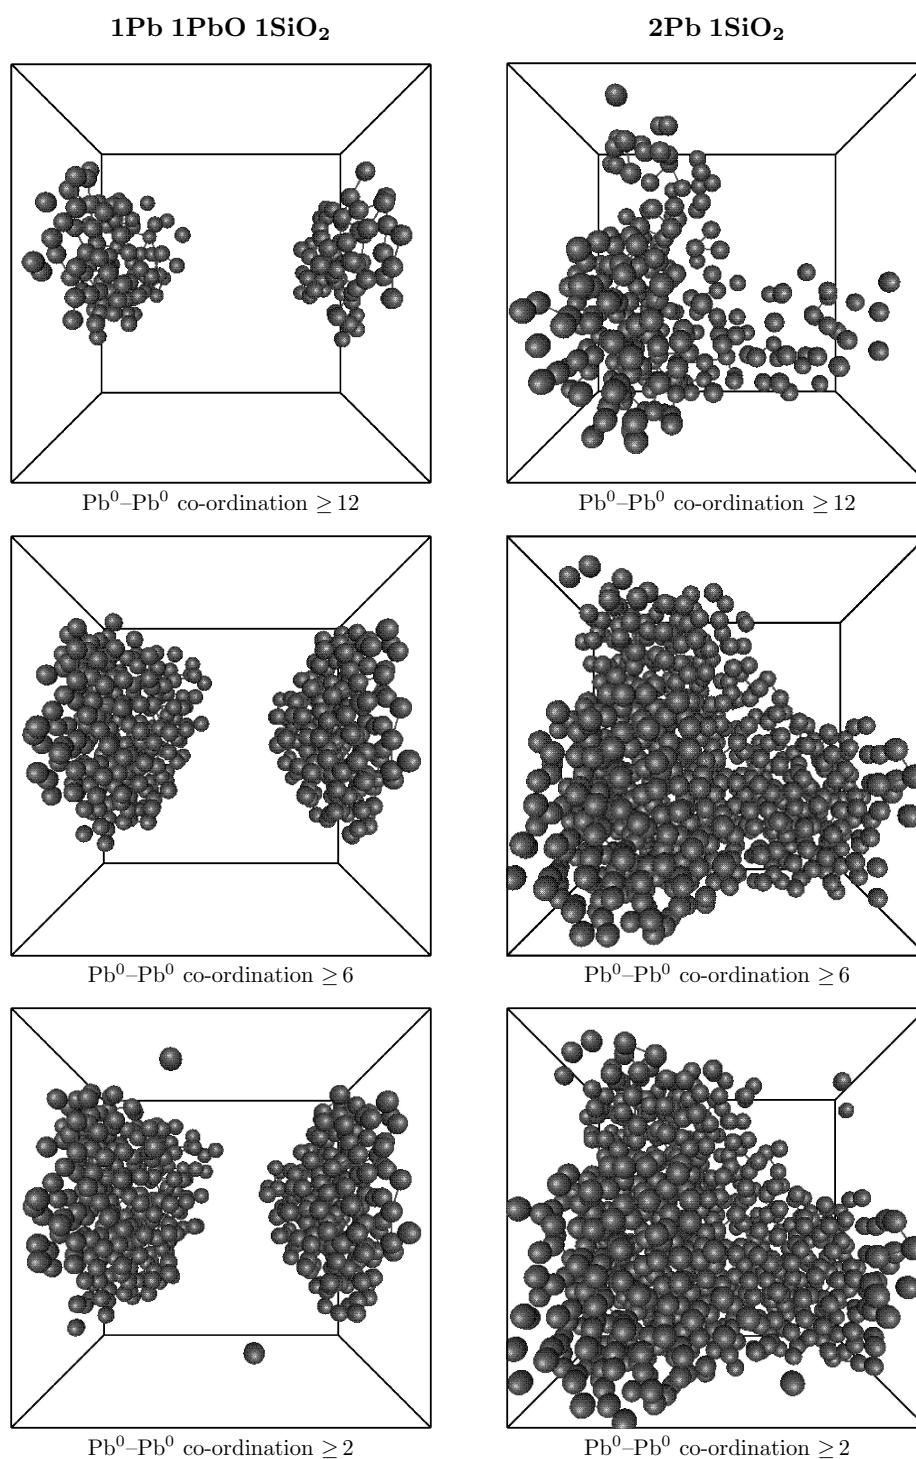 1Pb 1PbO 1SiO₂ 2Pb 1SiO₂
Pb⁰–Pb⁰ co-ordination ≥ 12 Pb⁰–Pb⁰ co-ordination ≥ 12
Pb⁰–Pb⁰ co-ordination ≥ 6 Pb⁰–Pb⁰ co-ordination ≥ 6
Pb⁰–Pb⁰ co-ordination ≥ 2 Pb⁰–Pb⁰ co-ordination ≥ 2